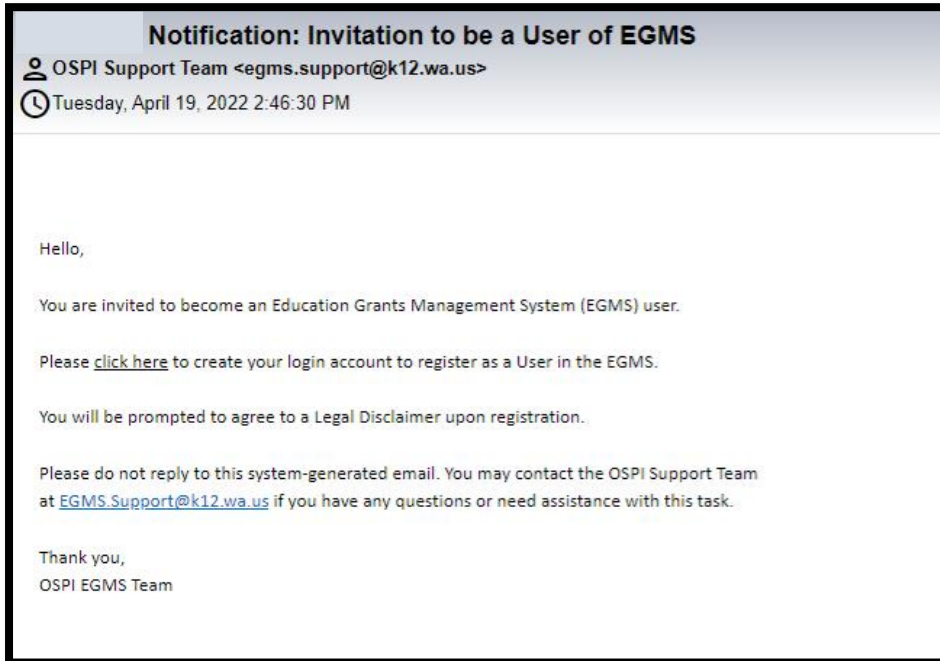 Notification: Invitation to be a User of EGMS
OSPI Support Team <egms.support@k12.wa.us>
Tuesday, April 19, 2022 2:46:30 PM
Hello,
You are invited to become an Education Grants Management System (EGMS) user.
Please click here to create your login account to register as a User in the EGMS.
You will be prompted to agree to a Legal Disclaimer upon registration.
Please do not reply to this system-generated email. You may contact the OSPI Support Team
at EGMS.Support@k12.wa.us if you have any questions or need assistance with this task.
Thank you,
OSPI EGMS Team